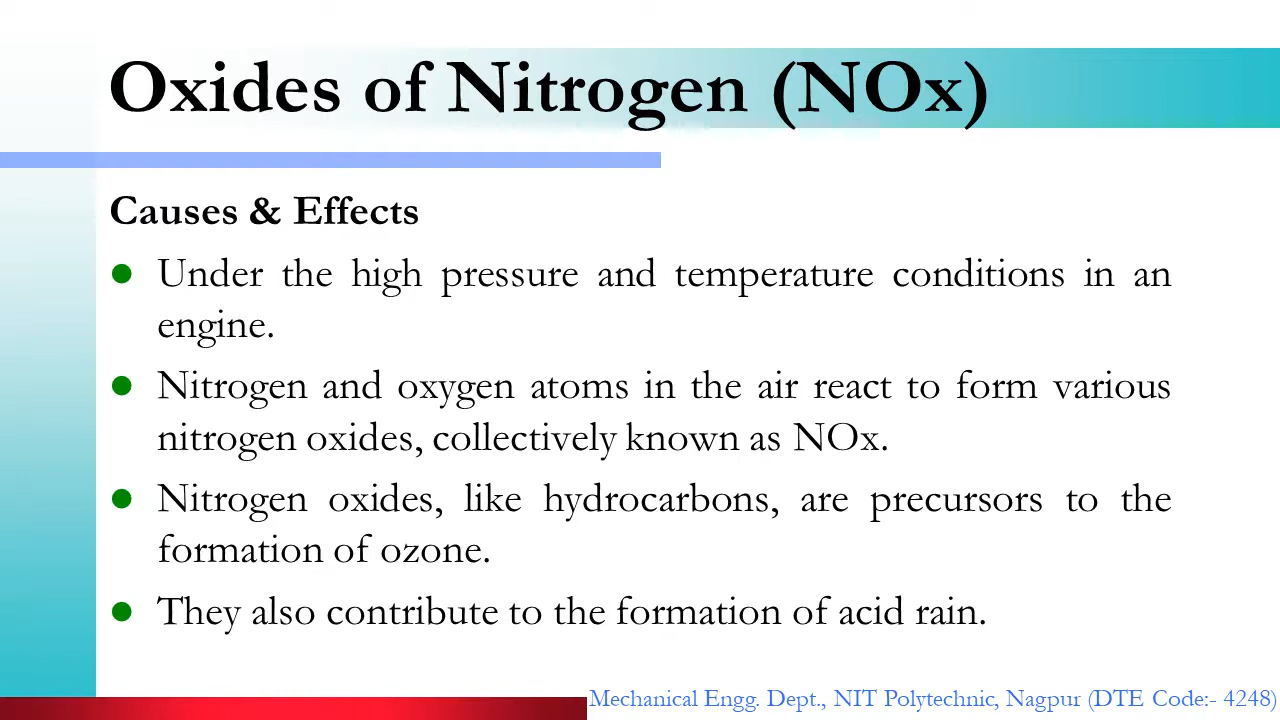 Oxides of Nitrogen (NOx)
Causes & Effects
Under the high pressure and temperature conditions in an
engine.
Nitrogen and oxygen atoms in the air react to form various
nitrogen oxides, collectively known as NOx.
Nitrogen oxides, like hydrocarbons, are precursors to the
formation of ozone.
They also contribute to the formation of acid rain.
Mechanical Engg. Dept., NIT Polytechnic, Nagpur (DTE Code:- 4248)